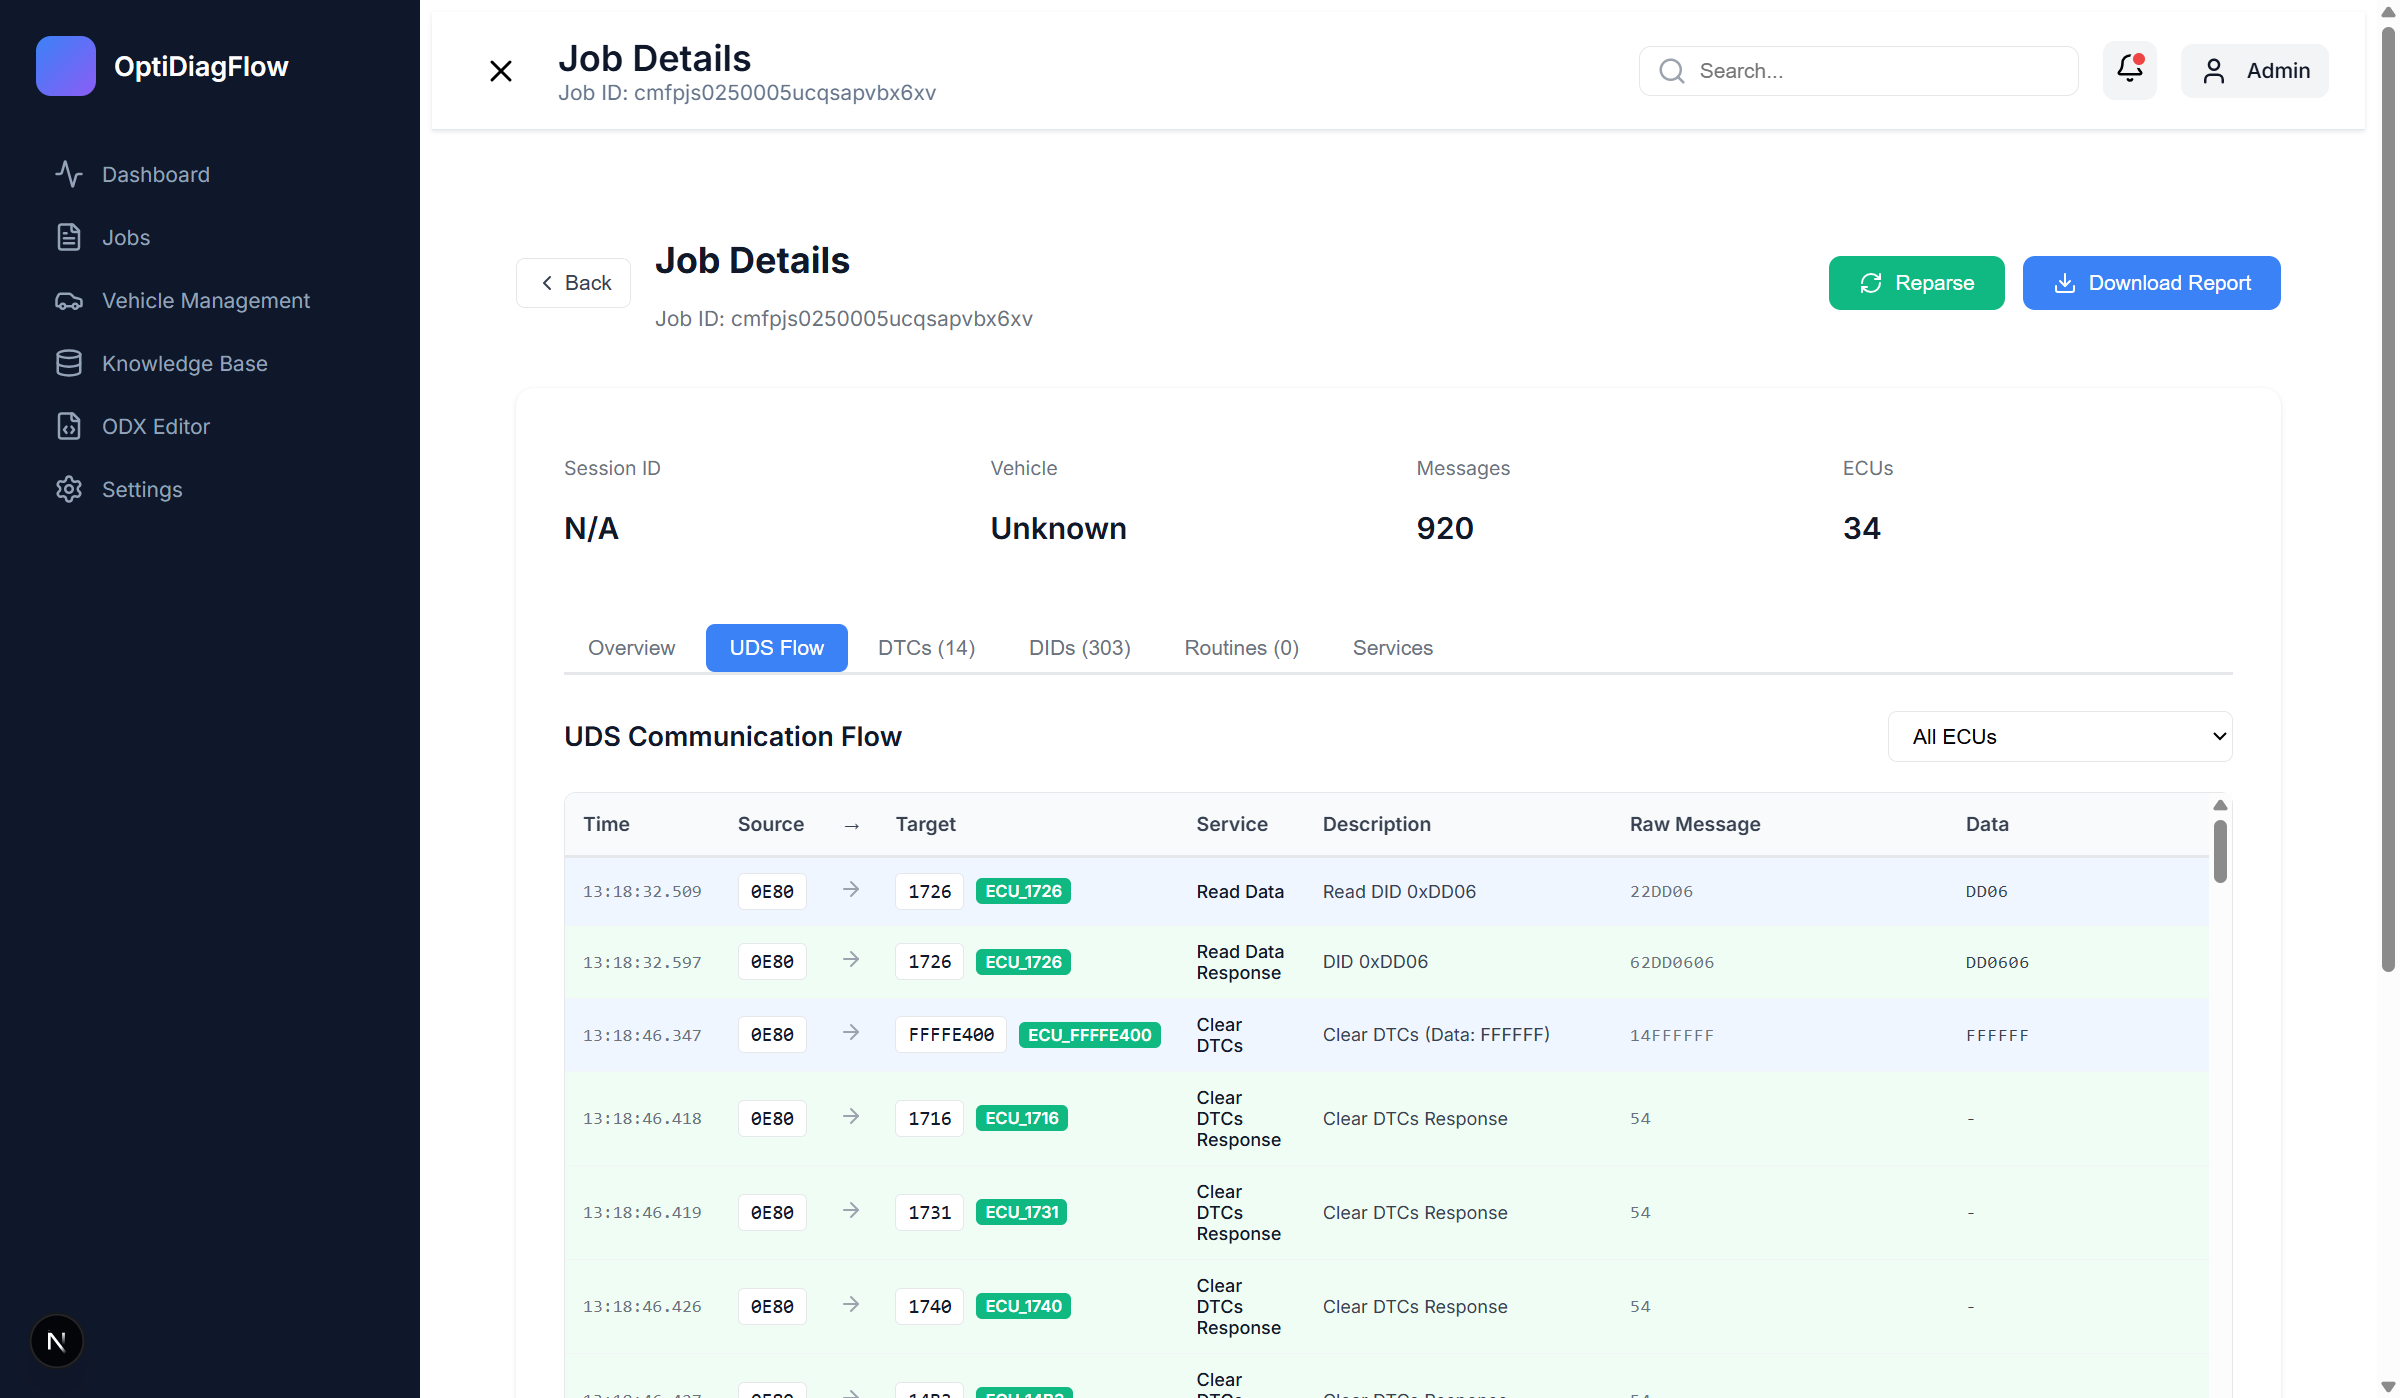 OptiDiagFlow
Dashboard
Jobs
Vehicle Management
Knowledge Base
ODX Editor
Settings
N
Job Details
Job ID: cmfpjs0250005ucqsapvbx6xv
Search...
Admin
Back
Job Details
Job ID: cmfpjs0250005ucqsapvbx6xv
Reparse
Download Report
Session ID
N/A
Vehicle
Unknown
Messages
920
ECUs
34
Overview
UDS Flow
DTCs (14)
DIDs (303)
Routines (0)
Services
UDS Communication Flow
All ECUs
Time Source → Target Service Description Raw Message Data
13:18:32.509 0E80 → 1726 ECU_1726 Read Data Read DID 0xDD06 22DD06 DD06
13:18:32.597 0E80 → 1726 ECU_1726 Read Data Response DID 0xDD06 62DD0606 DD0606
13:18:46.347 0E80 → FFFFE400 ECU_FFFFE400 Clear DTCs Clear DTCs (Data: FFFFFF) 14FFFFFF FFFFFF
13:18:46.418 0E80 → 1716 ECU_1716 Clear DTCs Response Clear DTCs Response 54 -
13:18:46.419 0E80 → 1731 ECU_1731 Clear DTCs Response Clear DTCs Response 54 -
13:18:46.426 0E80 → 1740 ECU_1740 Clear DTCs Response Clear DTCs Response 54 -
Clear